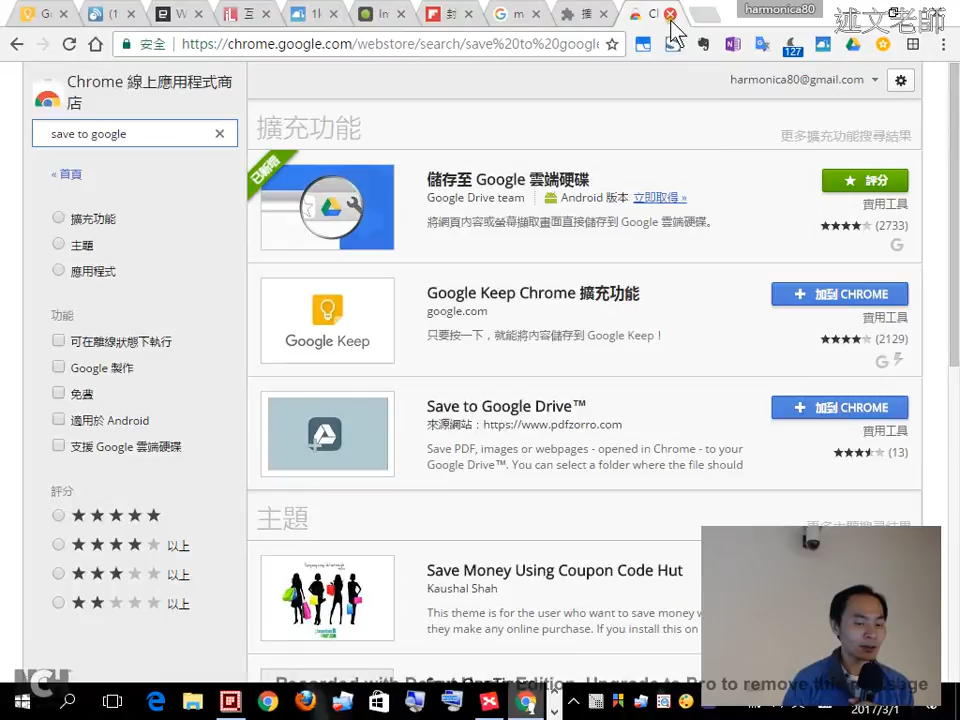 harmonica80
述文老師
安全 https://chrome.google.com/webstore/search/save%20to%20google
127
Chrome 線上應用程式商店
harmonica80@gmail.com
save to google
« 首頁
擴充功能
主題
應用程式
功能
可在離線狀態下執行
Google 製作
免費
適用於 Android
支援 Google 雲端硬碟
評分
以上
以上
以上
擴充功能
更多擴充功能搜尋結果
已新增
儲存至 Google 雲端硬碟
Google Drive team
Android 版本 立即取得 »
將網頁內容或螢幕擷取畫面直接儲存到 Google 雲端硬碟。
評分
實用工具
(2733)
Google Keep
Google Keep Chrome 擴充功能
google.com
只要按一下，就能將內容儲存到 Google Keep！
加到 CHROME
實用工具
(2129)
Save to Google Drive™
來源網站：https://www.pdfzorro.com
Save PDF, images or webpages - opened in Chrome - to your
Google Drive™. You can select a folder where the file should
加到 CHROME
實用工具
(13)
主題
Save Money Using Coupon Code Hut
Kaushal Shah
This theme is for the user who want to save money w
they make any online purchase. If you install this on
NCH
2017/3/1